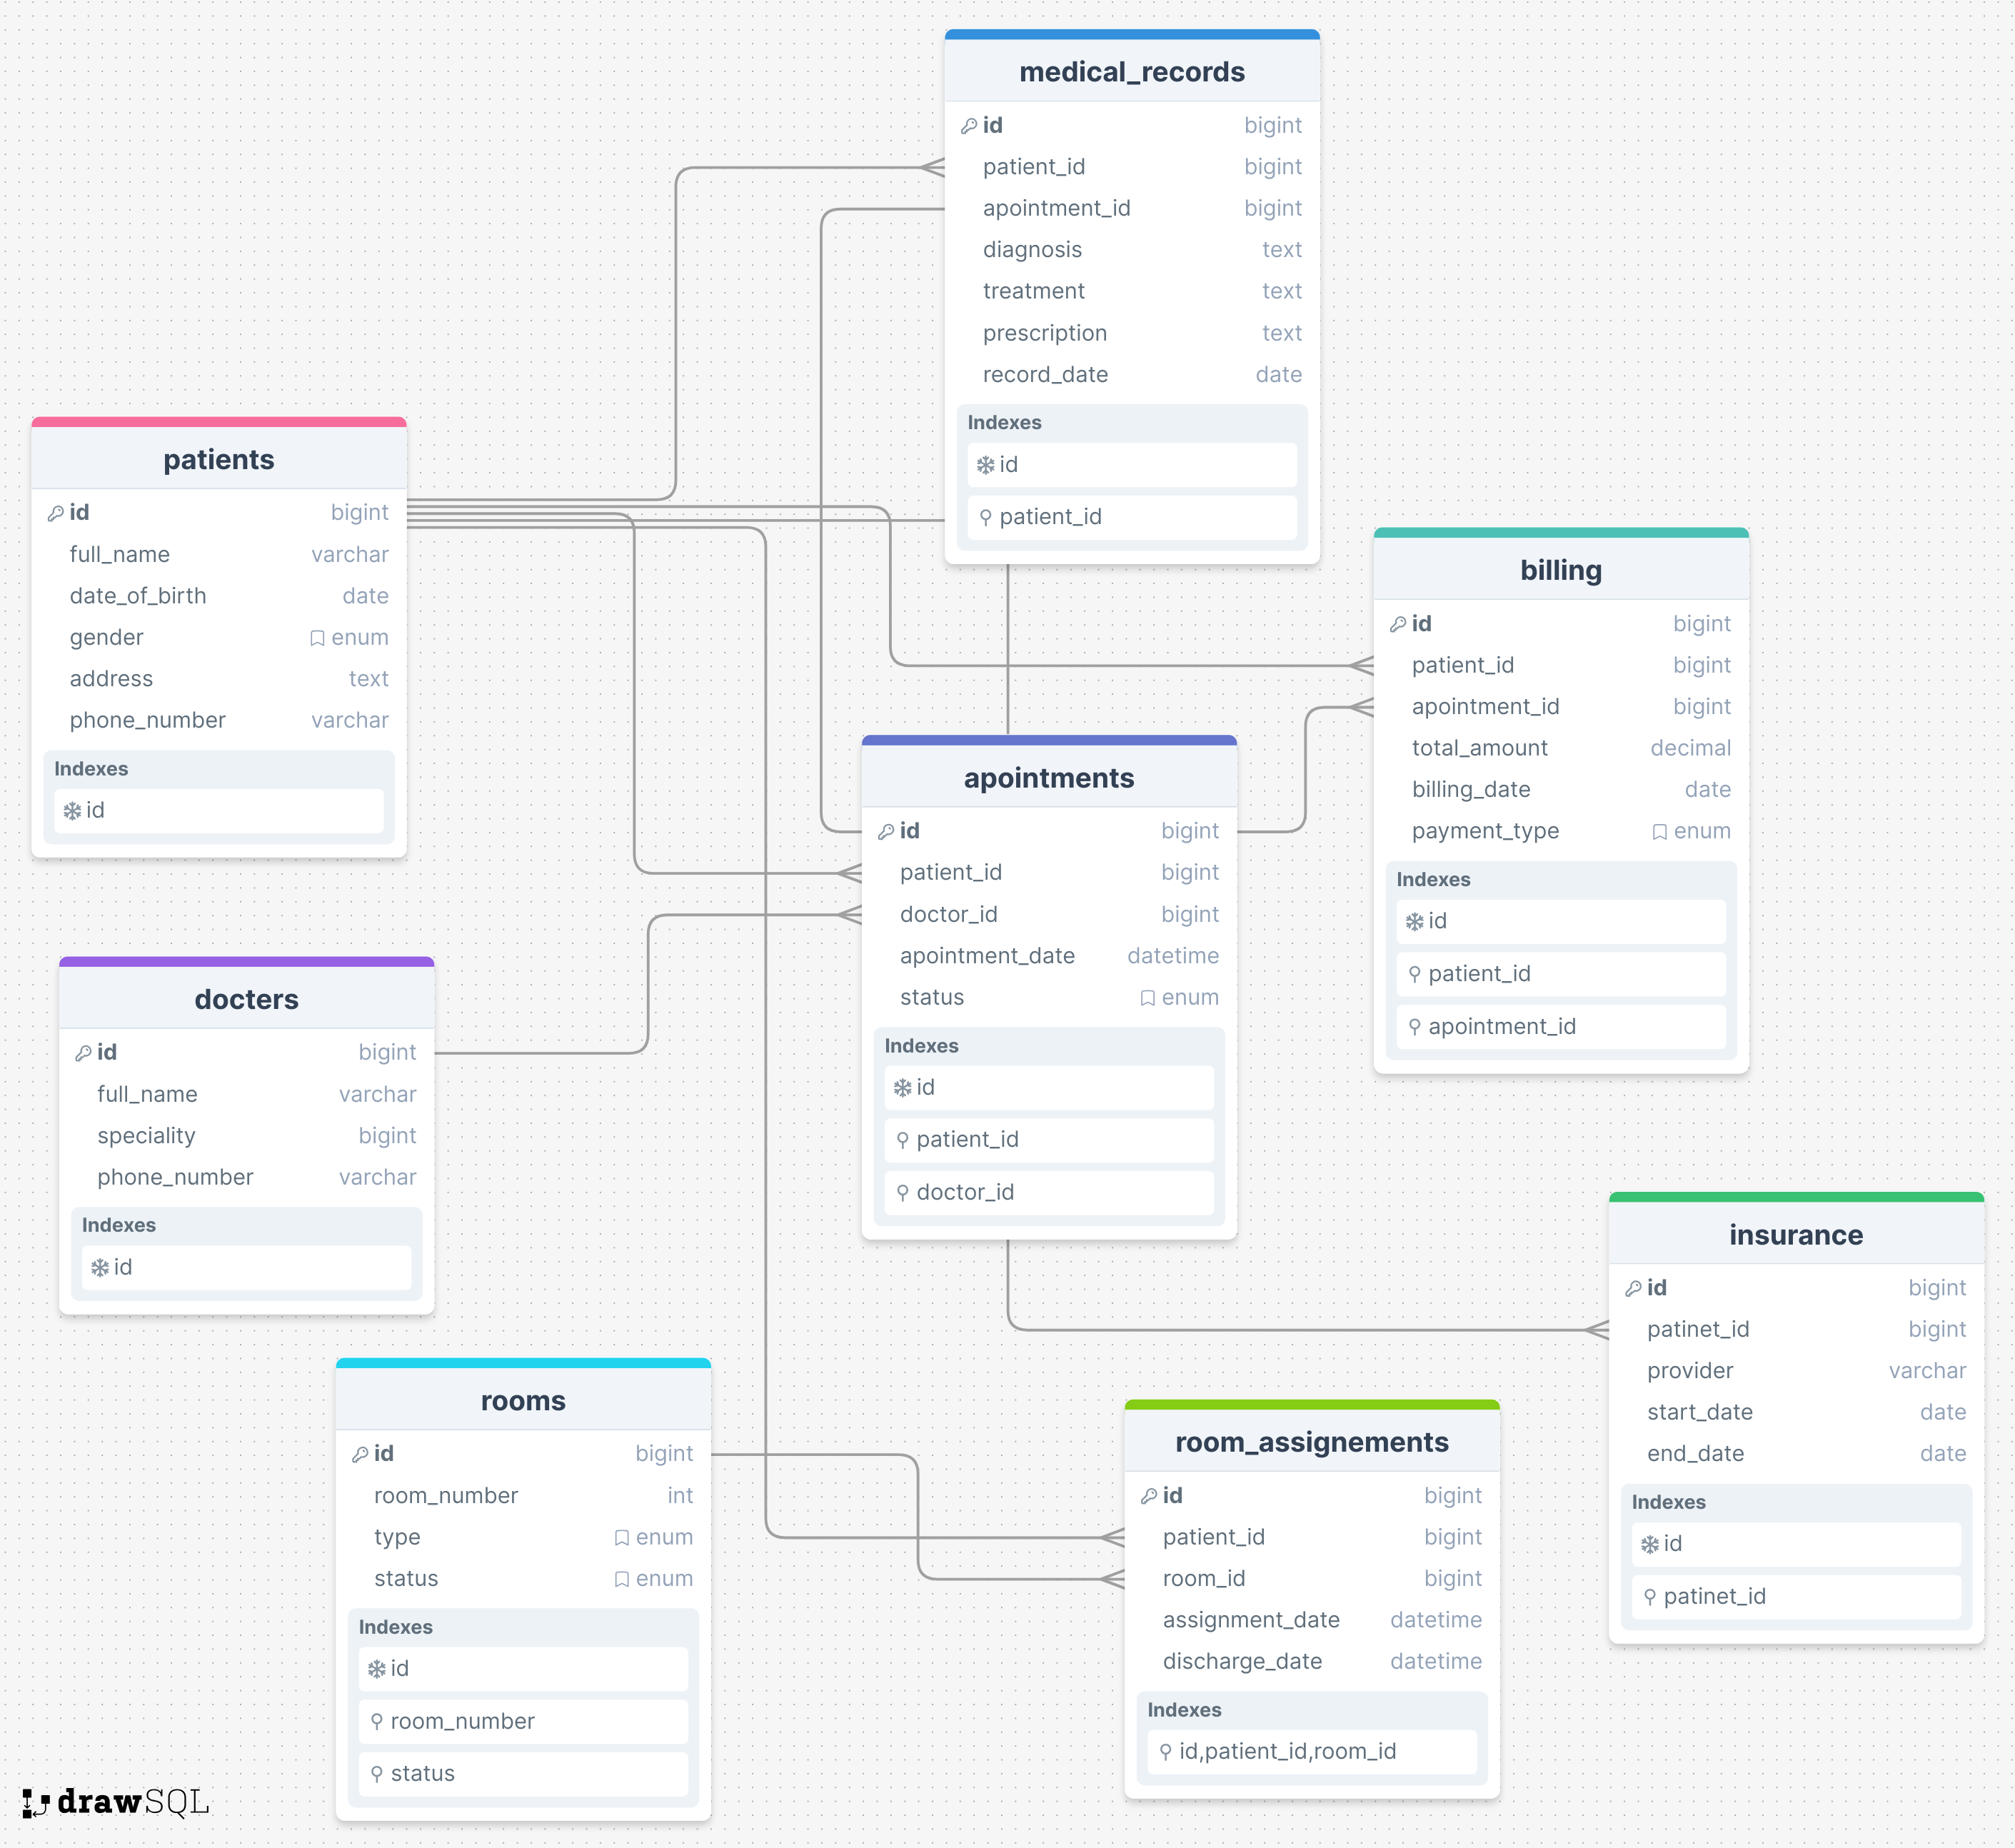 medical_records
id bigint
patient_id bigint
apointment_id bigint
diagnosis text
treatment text
prescription text
record_date date
Indexes
id
patient_id
patients
id bigint
full_name varchar
date_of_birth date
gender enum
address text
phone_number varchar
Indexes
id
billing
id bigint
patient_id bigint
apointment_id bigint
total_amount decimal
billing_date date
payment_type enum
Indexes
id
patient_id
apointment_id
apointments
id bigint
patient_id bigint
doctor_id bigint
apointment_date datetime
status enum
Indexes
id
patient_id
doctor_id
docters
id bigint
full_name varchar
speciality bigint
phone_number varchar
Indexes
id
insurance
id bigint
patinet_id bigint
provider varchar
start_date date
end_date date
Indexes
id
patinet_id
rooms
id bigint
room_number int
type enum
status enum
Indexes
id
room_number
status
room_assignements
id bigint
patient_id bigint
room_id bigint
assignment_date datetime
discharge_date datetime
Indexes
id,patient_id,room_id
drawSQL